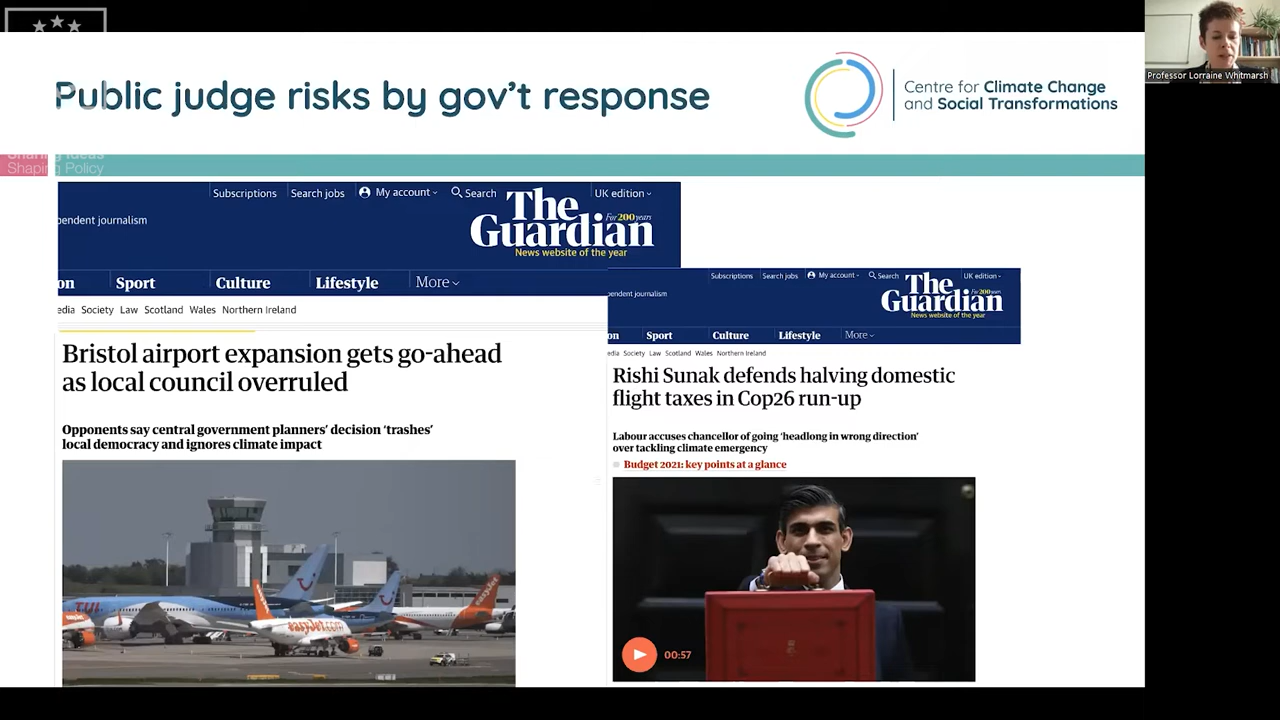 Public judge risks by gov't response
Centre for Climate Change
and Social Transformations
Professor Lorraine Whitmarsh
Sharing Ideas
Shaping Policy
Subscriptions Search jobs My account Search UK edition
pendent journalism
The
Guardian
For 200 years
News website of the year
on Sport Culture Lifestyle More
edia Society Law Scotland Wales Northern Ireland
Bristol airport expansion gets go-ahead
as local council overruled
Opponents say central government planners' decision 'trashes'
local democracy and ignores climate impact
TUI
easyJet.com
Subscriptions Search jobs My account Search UK edition
pendent journalism
The
Guardian
For 200 years
News website of the year
on Sport Culture Lifestyle More
edia Society Law Scotland Wales Northern Ireland
Rishi Sunak defends halving domestic
flight taxes in Cop26 run-up
Labour accuses chancellor of going 'headlong in wrong direction'
over tackling climate emergency
Budget 2021: key points at a glance
00:57